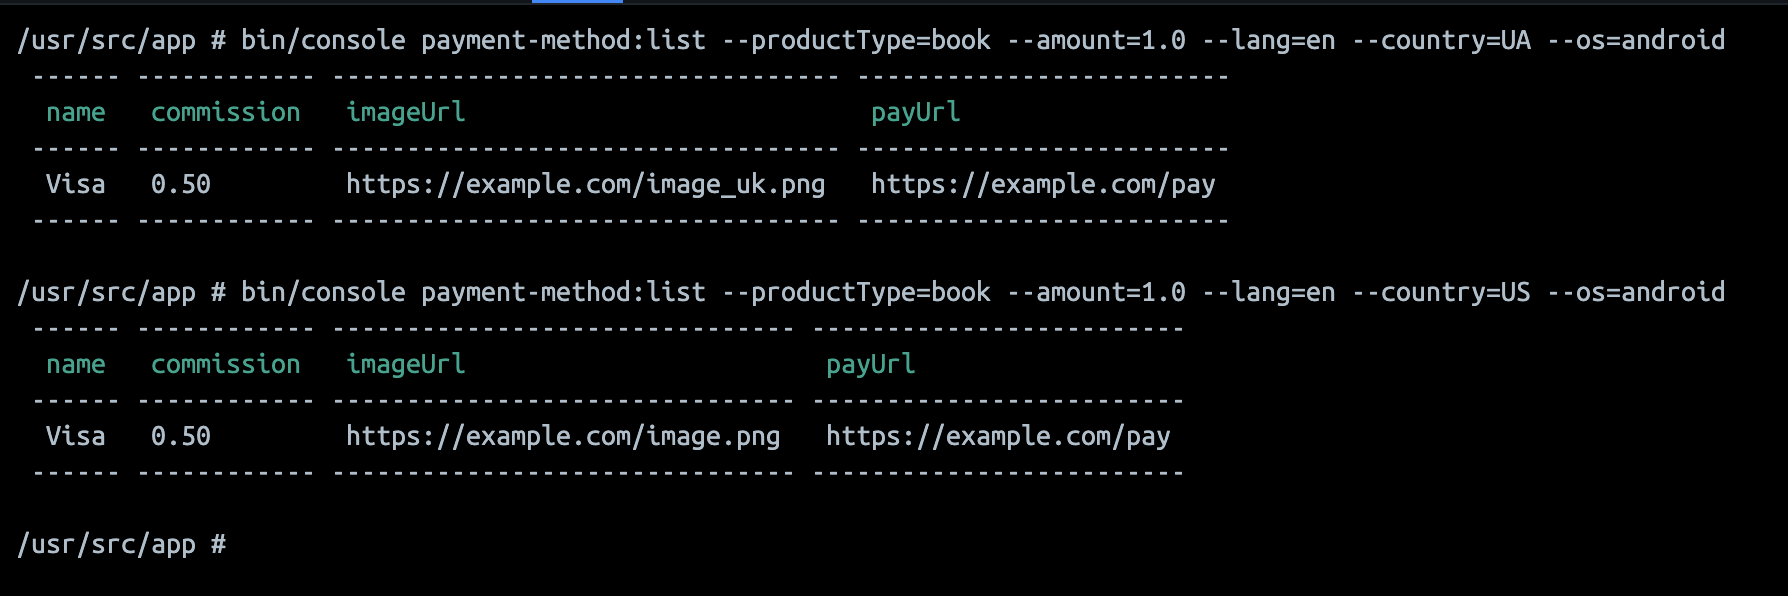 /usr/src/app # bin/console payment-method:list --productType=book --amount=1.0 --lang=en --country=UA --os=android
------ ------------ ---------------------------------- -------------------------
name commission imageUrl payUrl
------ ------------ ---------------------------------- -------------------------
Visa 0.50 https://example.com/image_uk.png https://example.com/pay
------ ------------ ---------------------------------- -------------------------
/usr/src/app # bin/console payment-method:list --productType=book --amount=1.0 --lang=en --country=US --os=android
------ ------------ ------------------------------- -------------------------
name commission imageUrl payUrl
------ ------------ ------------------------------- -------------------------
Visa 0.50 https://example.com/image.png https://example.com/pay
------ ------------ ------------------------------- -------------------------
/usr/src/app #